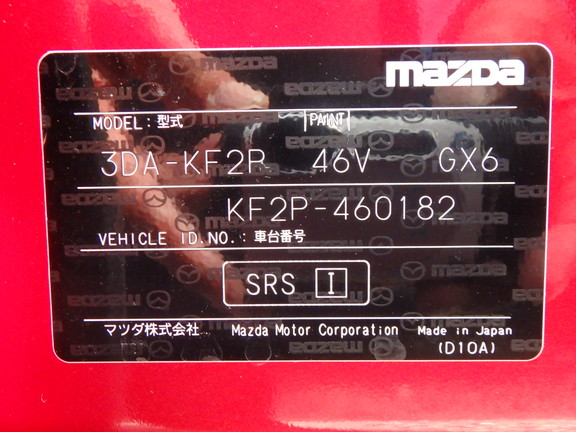 mazda
MODEL: 型式 PAINT
3DA-KF2P 46V GX6
KF2P-460182
VEHICLE ID.NO.: 車台番号
SRS I
マツダ株式会社 Mazda Motor Corporation Made in Japan
(D10A)